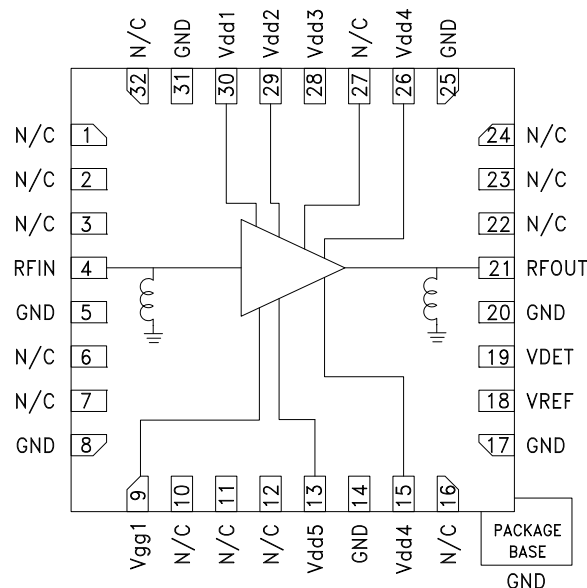 N/C
GND
Vdd1
Vdd2
Vdd3
N/C
Vdd4
GND
32
31
30
29
28
27
26
25
N/C 1
24 N/C
N/C 2
23 N/C
N/C 3
22 N/C
RFIN 4
21 RFOUT
GND 5
20 GND
N/C 6
19 VDET
N/C 7
18 VREF
GND 8
17 GND
9
10
11
12
13
14
15
16
Vgg1
N/C
N/C
N/C
Vdd5
GND
Vdd4
N/C
PACKAGE
BASE
GND